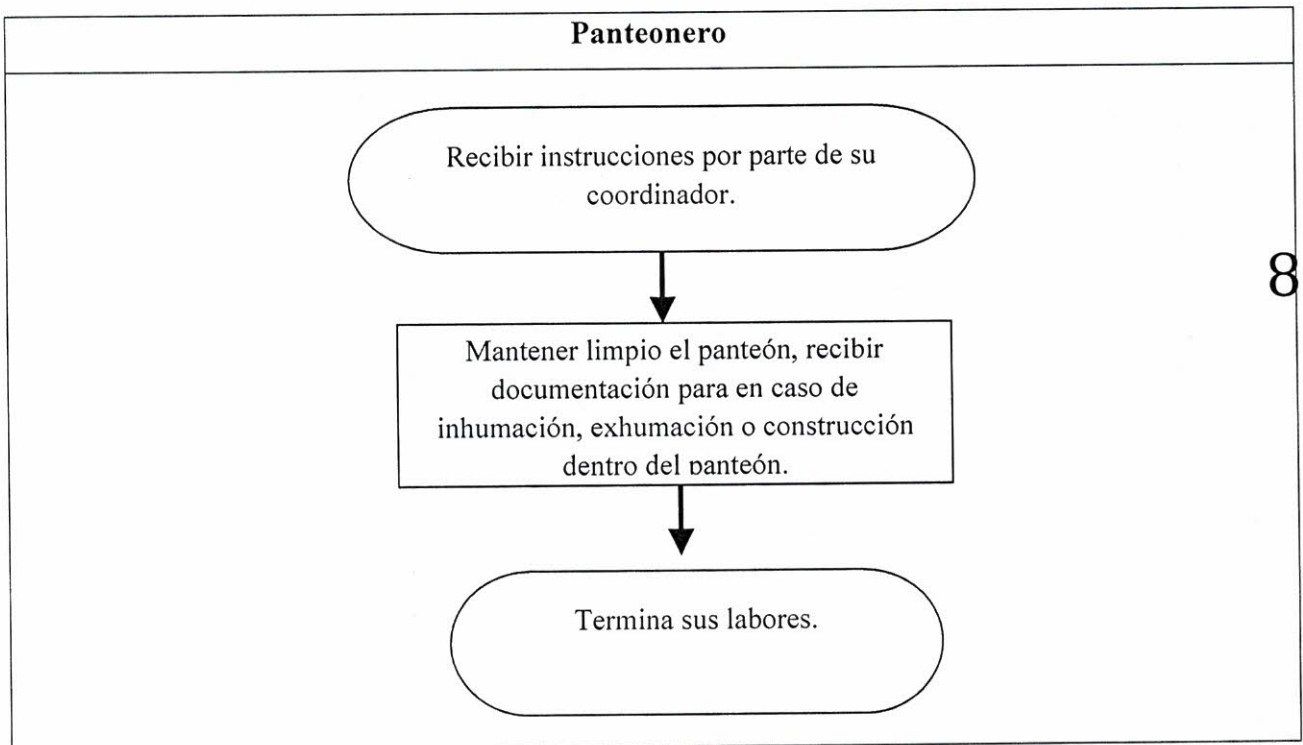 Panteonero
Recibir instrucciones por parte de su
coordinador.
8
Mantener limpio el panteón, recibir
documentación para en caso de
inhumación, exhumación o construcción
dentro del panteón.
Termina sus labores.